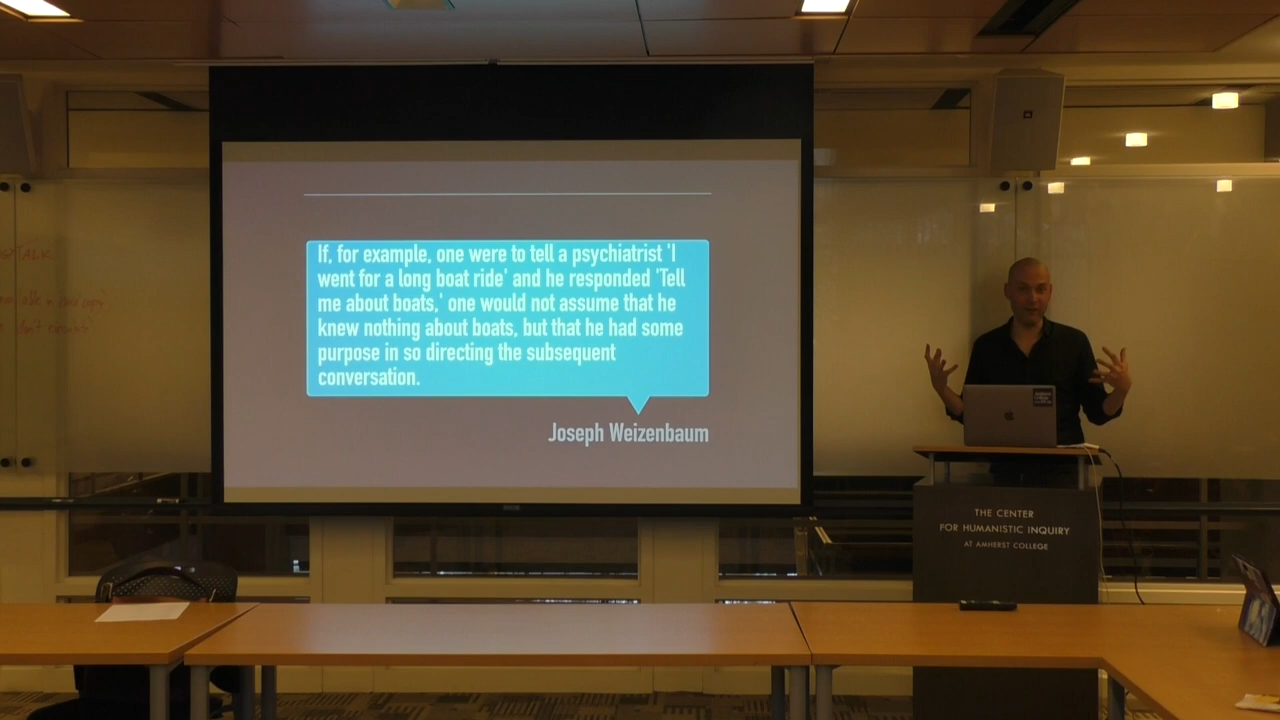 If, for example, one were to tell a psychiatrist 'I
went for a long boat ride' and he responded 'Tell
me about boats,' one would not assume that he
knew nothing about boats, but that he had some
purpose in so directing the subsequent
conversation.
Joseph Weizenbaum
THE CENTER
FOR HUMANISTIC INQUIRY
AT AMHERST COLLEGE